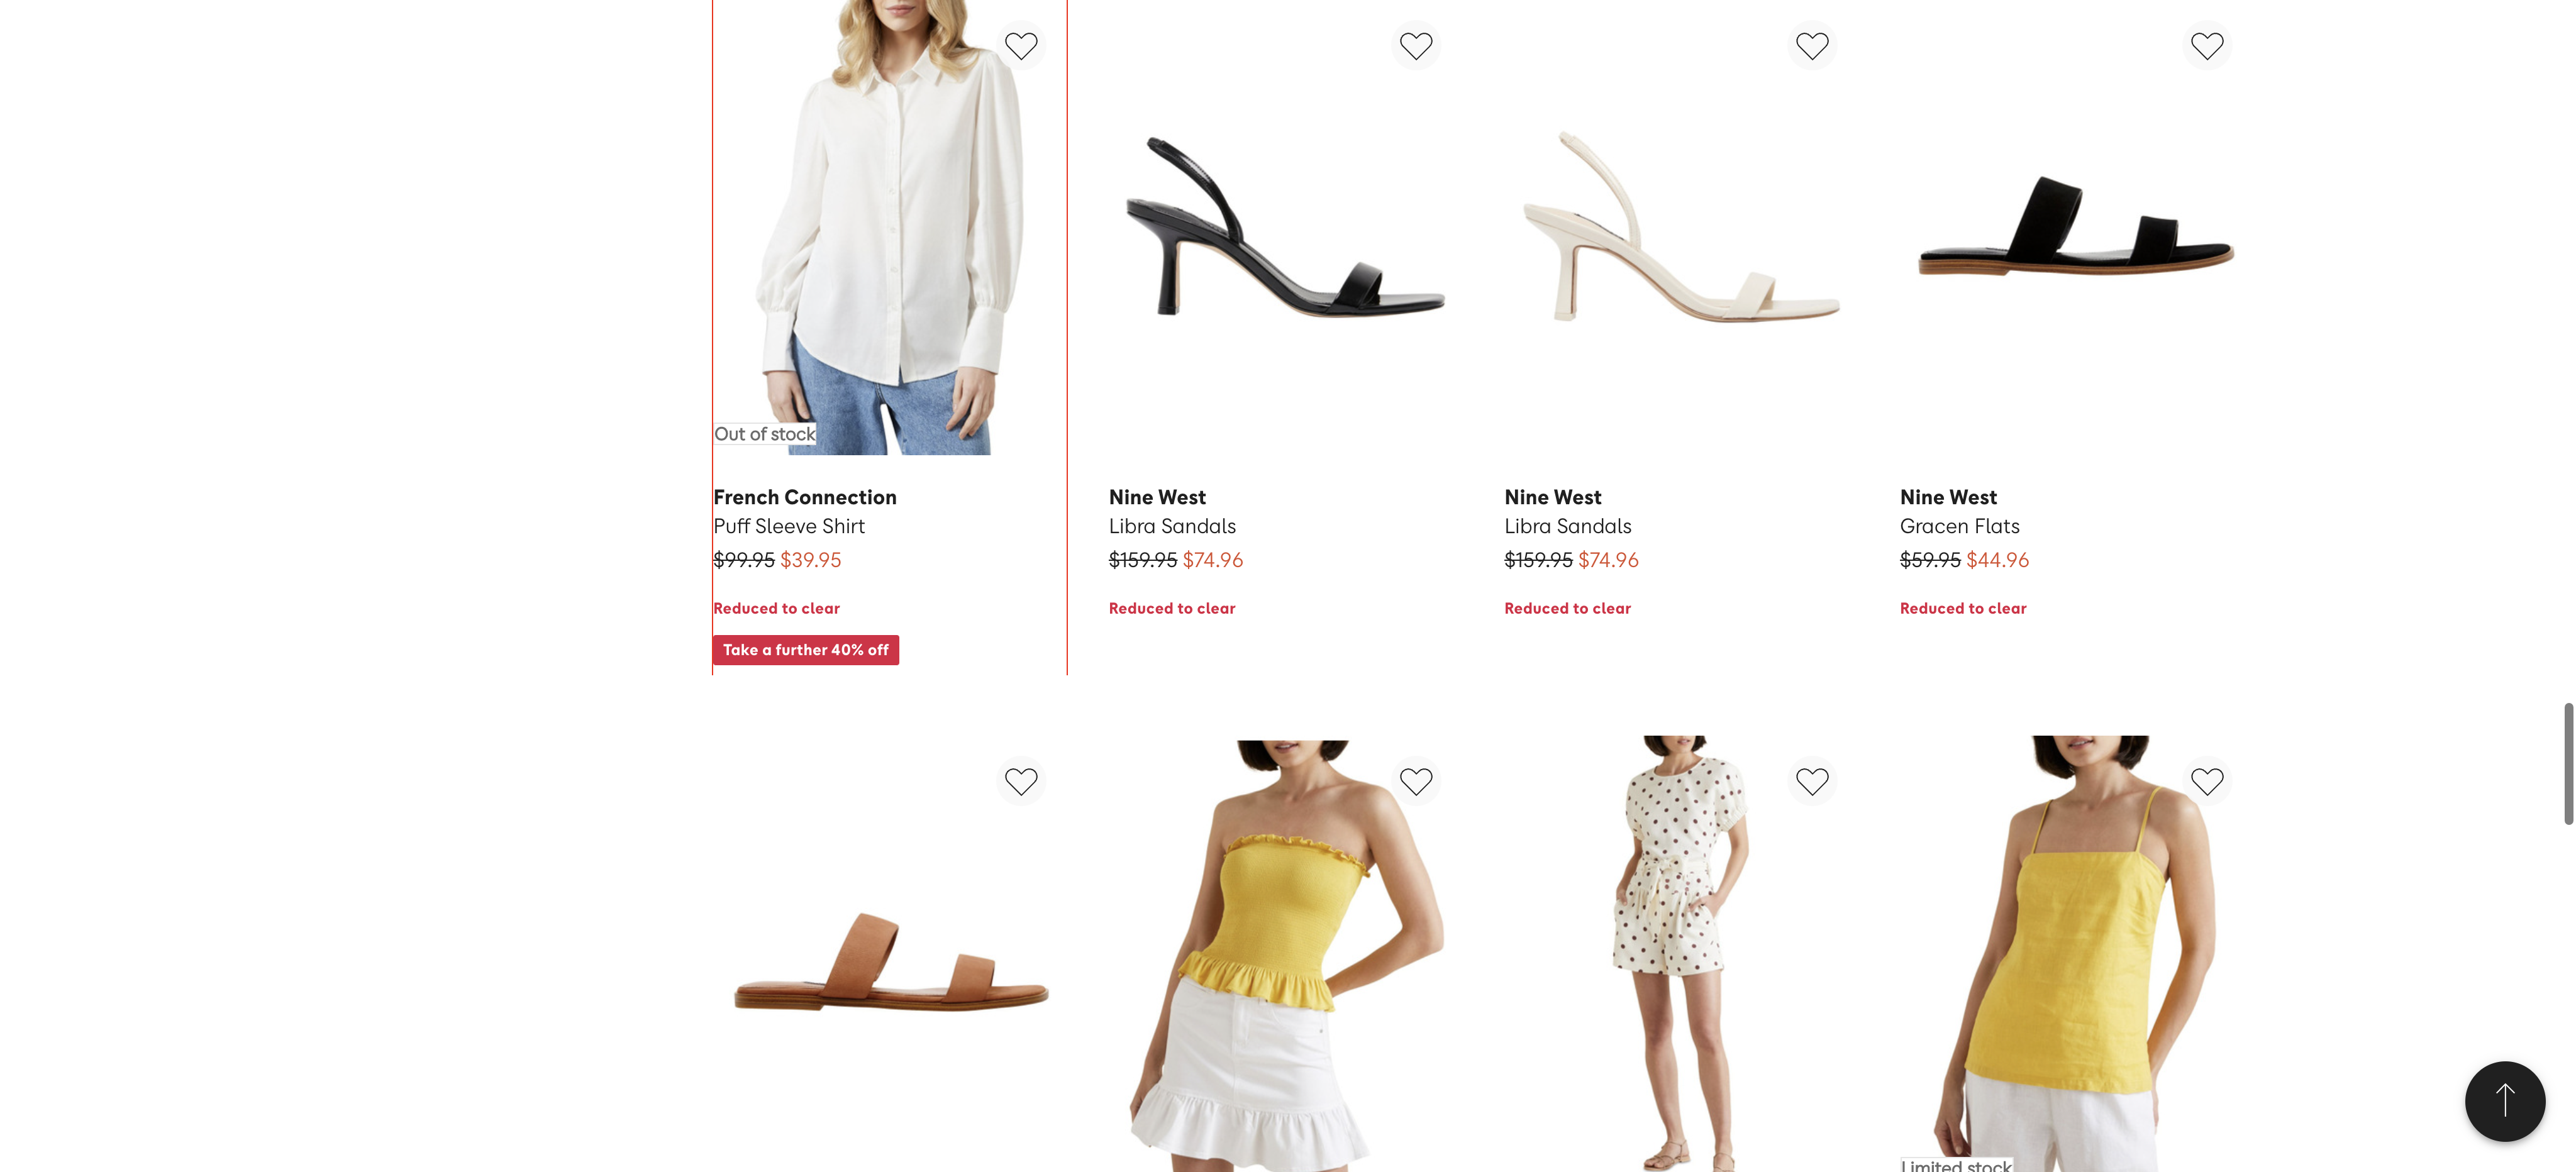 Out of stock
French Connection
Puff Sleeve Shirt
$99.95 $39.95
Reduced to clear
Take a further 40% off
Nine West
Libra Sandals
$159.95 $74.96
Reduced to clear
Nine West
Libra Sandals
$159.95 $74.96
Reduced to clear
Nine West
Gracen Flats
$59.95 $44.96
Reduced to clear
Limited stock